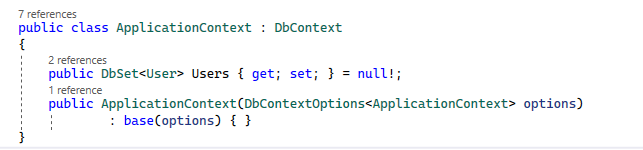 7 references
public class ApplicationContext : DbContext
{
2 references
public DbSet<User> Users { get; set; } = null!;
1 reference
public ApplicationContext(DbContextOptions<ApplicationContext> options)
: base(options) { }
}